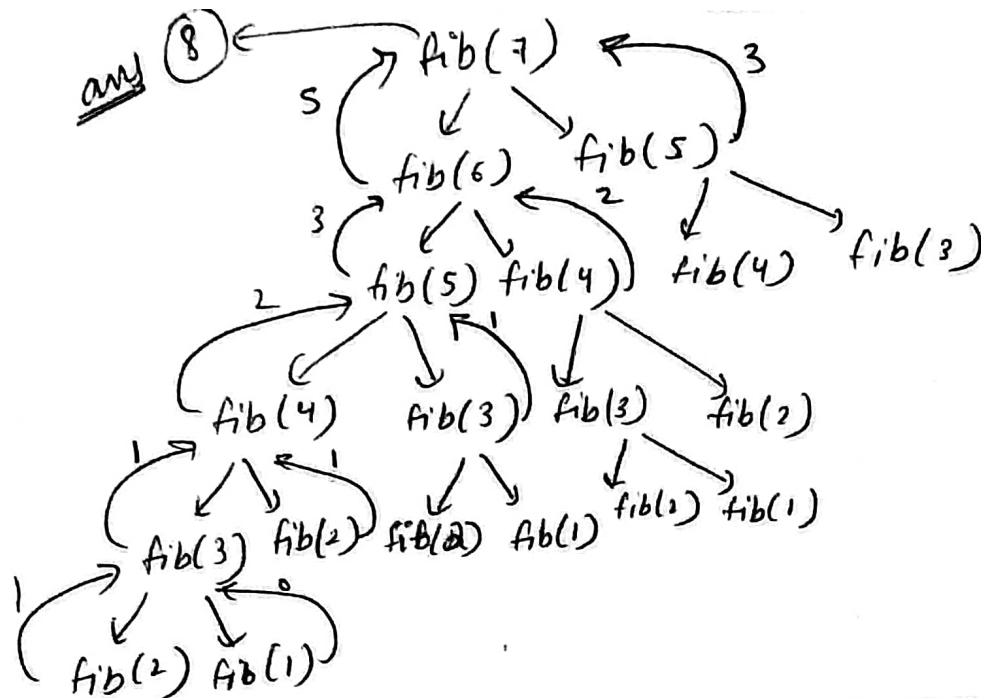 ans 8 fib(7) 3
5
fib(6) fib(5)
3 2
fib(5) fib(4) fib(4) fib(3)
2 1
fib(4) fib(3) fib(3) fib(2)
1 1
fib(3) fib(2) fib(2) fib(1) fib(2) fib(1)
1 0
fib(2) fib(1)